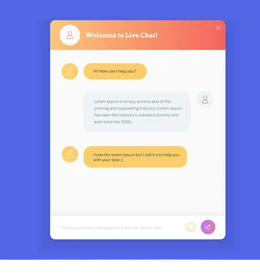 Welcome to Live Chat!
Hi! How can I help you?
Lorem Ipsum is simply dummy text of the
printing and typesetting industry. Lorem Ipsum
has been the industry's standard dummy text
ever since the 1500s.
I hate the lorem ipsum but I will try to help you
with your task :)
Please write your message and press the Send button